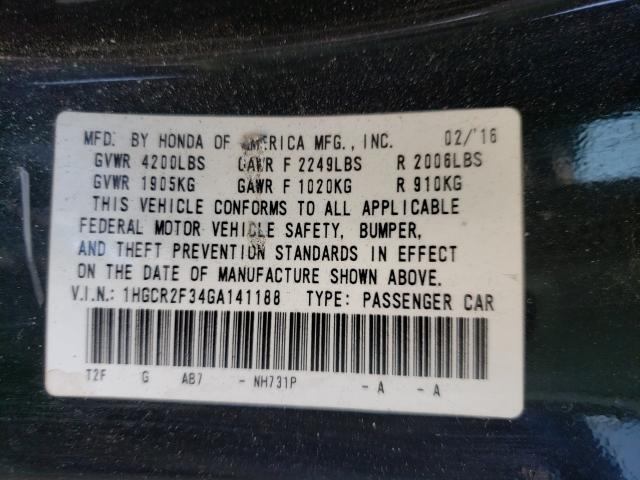 MFD. BY HONDA OF AMERICA MFG., INC. 02/'16
GVWR 4200LBS GAWR F 2249LBS R 2006LBS
GVWR 1905KG GAWR F 1020KG R 910KG
THIS VEHICLE CONFORMS TO ALL APPLICABLE
FEDERAL MOTOR VEHICLE SAFETY, BUMPER,
AND THEFT PREVENTION STANDARDS IN EFFECT
ON THE DATE OF MANUFACTURE SHOWN ABOVE.
V.I.N.: 1HGCR2F34GA141188 TYPE: PASSENGER CAR
T2F G AB7 - NH731P - A - A